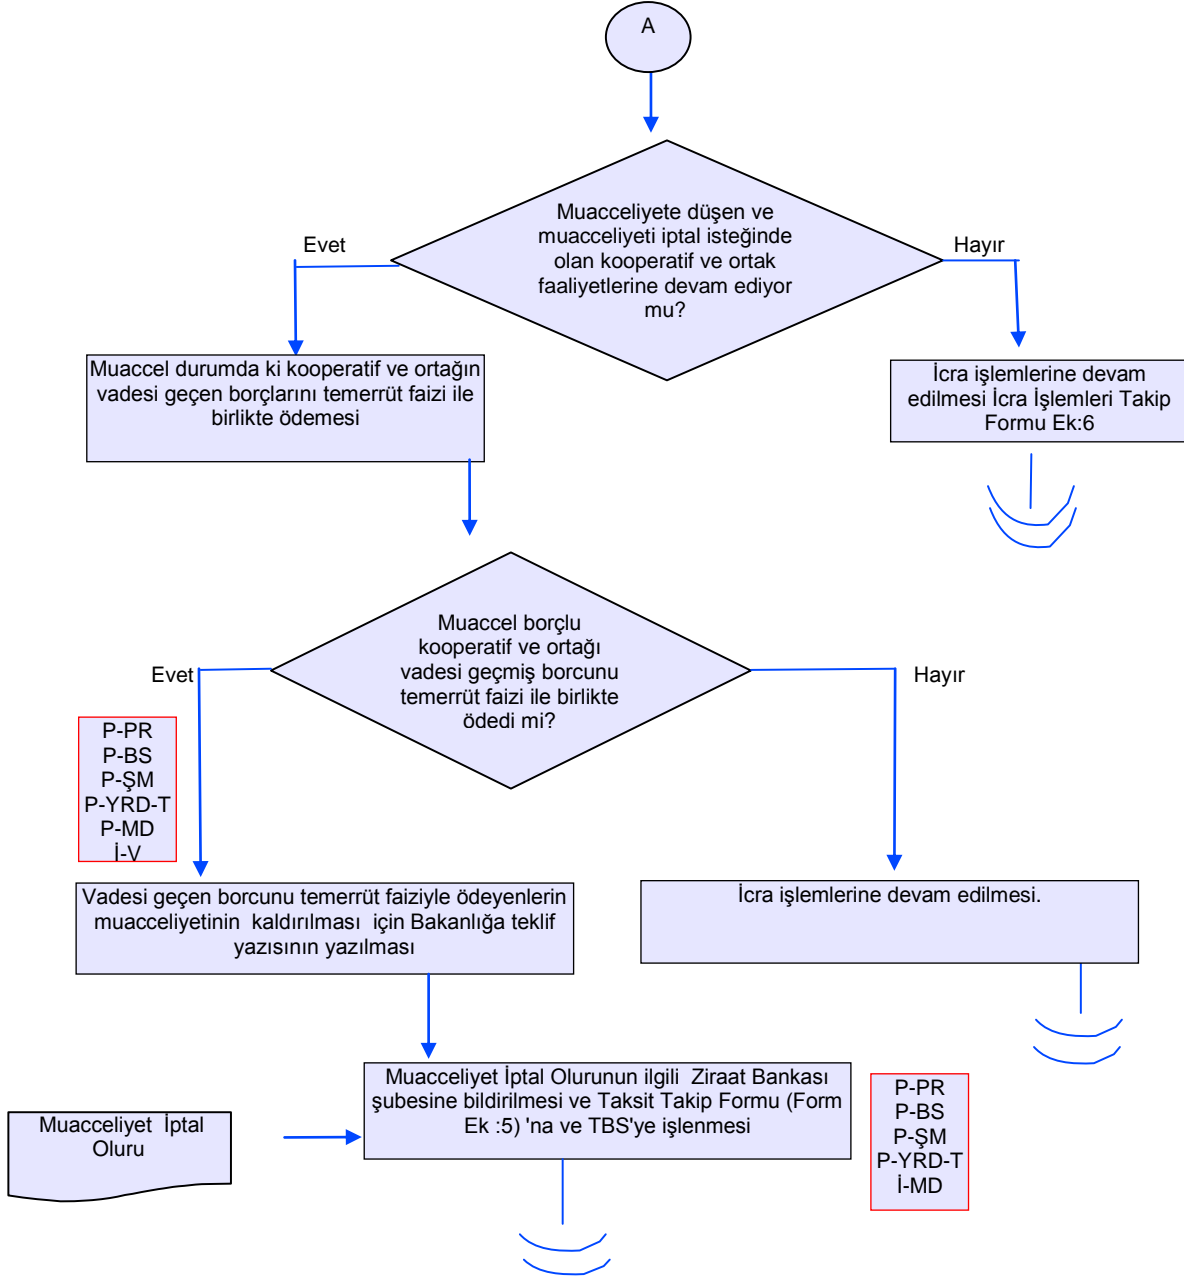 A
Muacceliyete düşen ve
muacceliyeti iptal isteğinde
olan kooperatif ve ortak
faaliyetlerine devam ediyor
mu?
Evet
Hayır
Muaccel durumda ki kooperatif ve ortağın
vadesi geçen borçlarını temerrüt faizi ile
birlikte ödemesi
İcra işlemlerine devam
edilmesi İcra İşlemleri Takip
Formu Ek:6
Muaccel borçlu
kooperatif ve ortağı
vadesi geçmiş borcunu
temerrüt faizi ile birlikte
ödedi mi?
Evet
Hayır
P-PR
P-BS
P-ŞM
P-YRD-T
P-MD
İ-V
Vadesi geçen borcunu temerrüt faiziyle ödeyenlerin
muacceliyetinin kaldırılması için Bakanlığa teklif
yazısının yazılması
İcra işlemlerine devam edilmesi.
Muacceliyet İptal Olurunun ilgili Ziraat Bankası
şubesine bildirilmesi ve Taksit Takip Formu (Form
Ek :5) 'na ve TBS'ye işlenmesi
Muacceliyet İptal
Oluru
P-PR
P-BS
P-ŞM
P-YRD-T
İ-MD